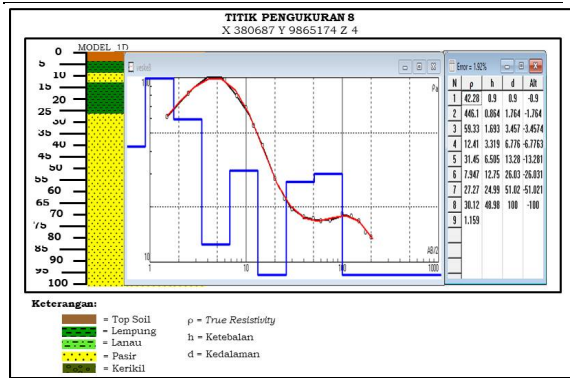 TITIK PENGUKURAN 8
X 380687 Y 9865174 Z 4
MODEL 1D
0
5
10
15
20
25
30
35
40
45
50
55
60
65
70
75
80
85
90
95
100
ρa
100
10
1
10
100
1000
AB/2
Error = 1.92%
N ρ h d Alt
1 42.28 0.9 0.9 -0.9
2 446.1 0.864 1.764 -1.764
3 59.33 1.693 3.457 -3.4574
4 12.41 3.319 6.776 -6.7763
5 31.45 6.505 13.28 -13.281
6 7.947 12.75 26.03 -26.031
7 27.27 24.99 51.02 -51.021
8 30.12 48.98 100 -100
9 1.159
Keterangan:
= Top Soil
= Lempung
= Lanau
= Pasir
= Kerikil
ρ = True Resistivity
h = Ketebalan
d = Kedalaman